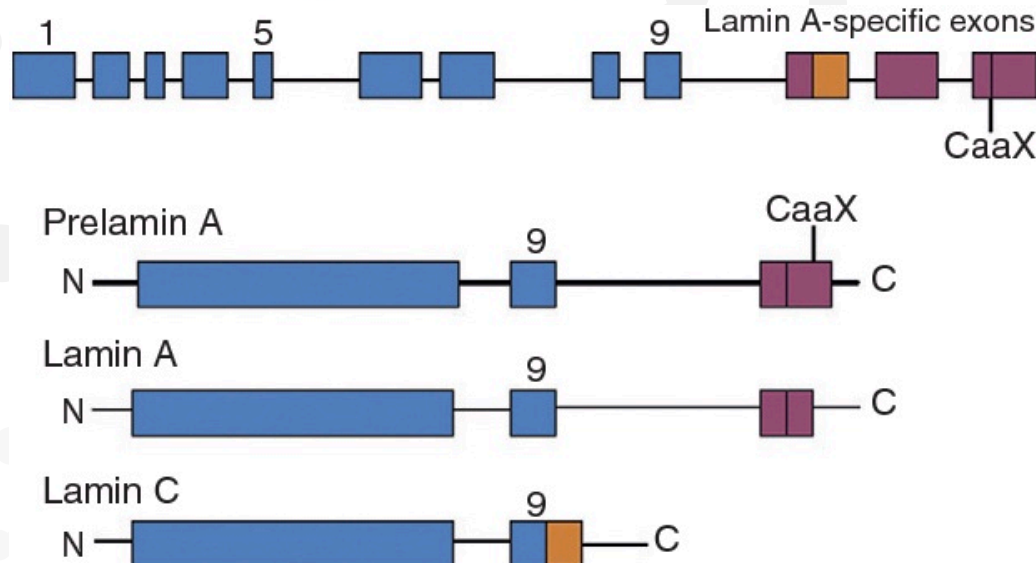 1 5 9 Lamin A-specific exons
CaaX
Prelamin A
CaaX
9
N C
Lamin A
9
N C
Lamin C
9
N C